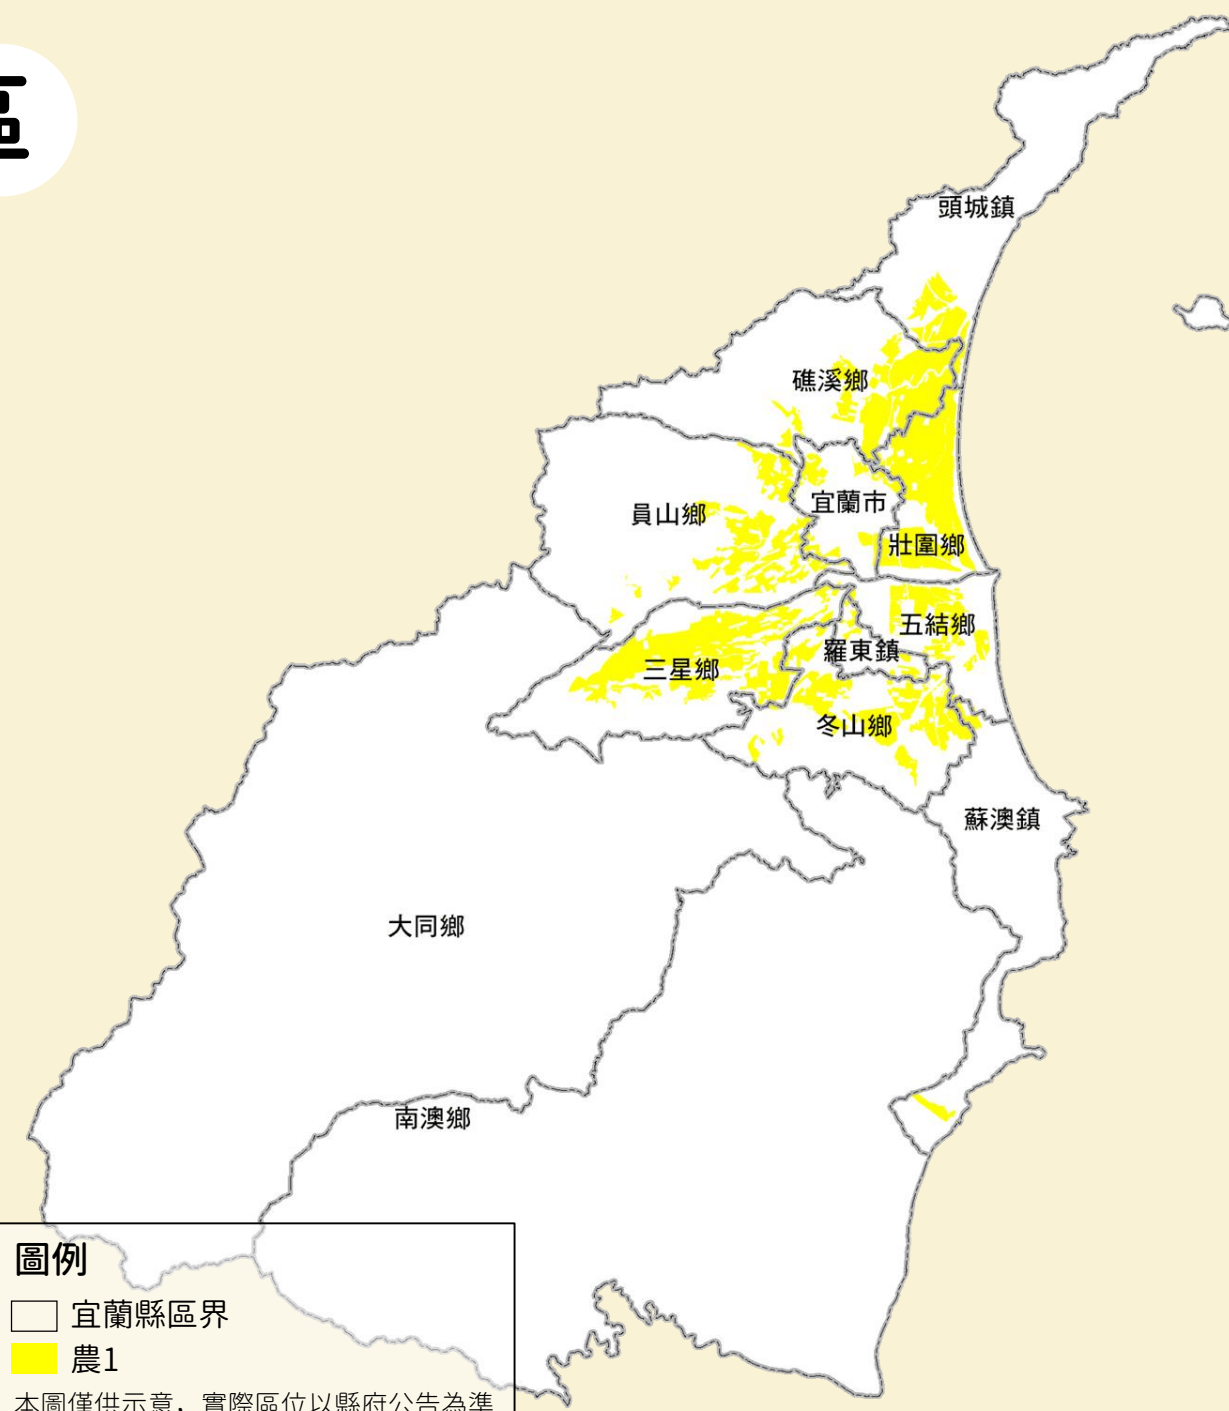 區
頭城鎮
礁溪鄉
宜蘭市
員山鄉
壯圍鄉
五結鄉
羅東鎮
三星鄉
冬山鄉
蘇澳鎮
大同鄉
南澳鄉
圖例
宜蘭縣區界
農1
本圖僅供示意，實際區位以縣府公告為準